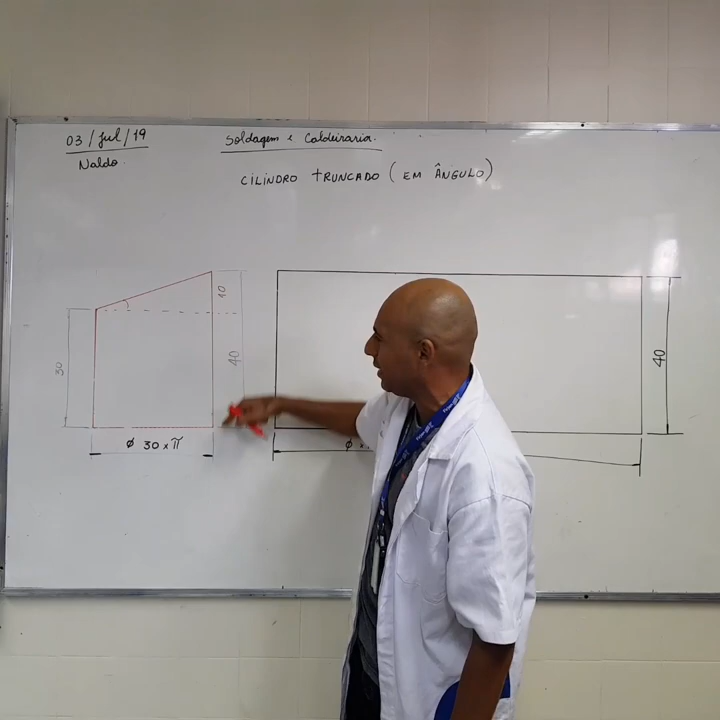 03/Jul/19
Naldo.
Soldagem e Caldeiraria.
CILINDRO TRUNCADO (EM ÂNGULO)
10
40
30
Ø 30 x π
40
Ø